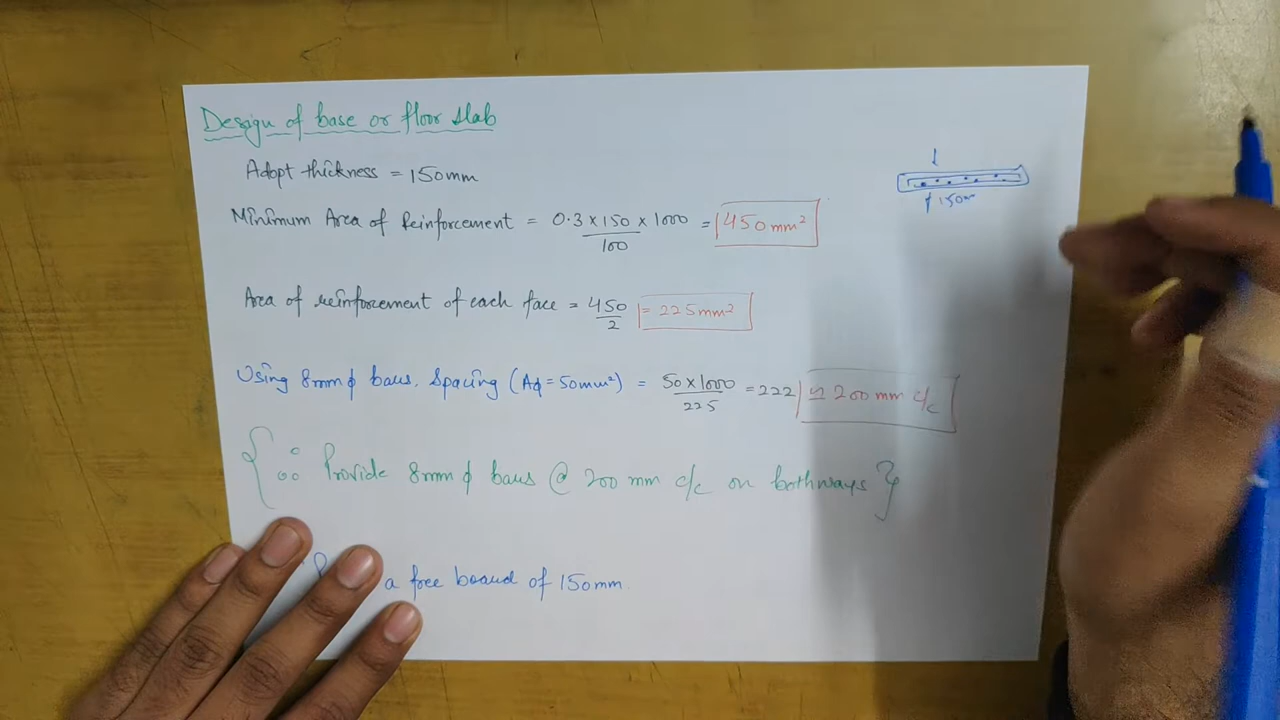 Design of base or floor slab
Adopt thickness = 150mm
150m
Minimum Area of Reinforcement = 0.3 x 150 x 1000 / 100 = 450 mm²
Area of reinforcement of each face = 450 / 2 = 225 mm²
Using 8mm ϕ bars. Spacing (Aϕ = 50mm²) = 50 x 1000 / 225 = 222 ≃ 200 mm c/c
{ ∴ Provide 8mm ϕ bars @ 200 mm c/c on bothways }
a free board of 150mm.